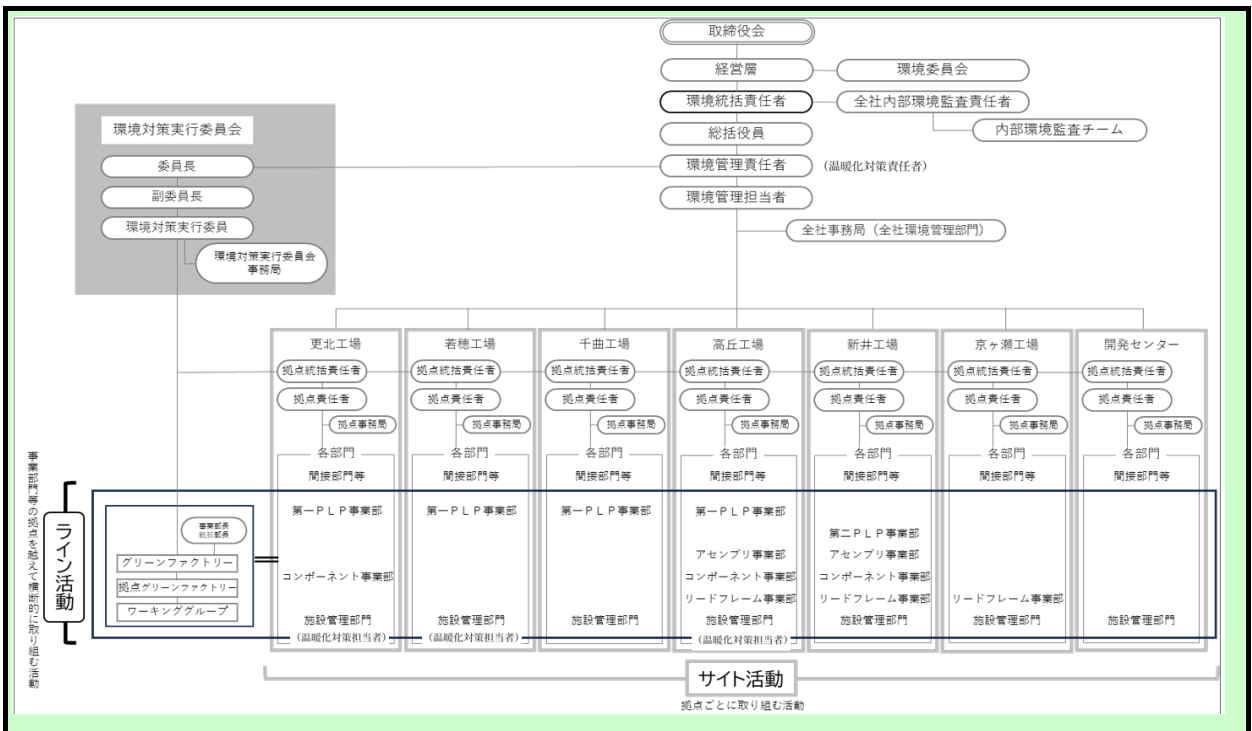 取締役会
経営層
環境委員会
環境統括責任者
全社内部環境監査責任者
総括役員
内部環境監査チーム
環境管理責任者
(温暖化対策責任者)
環境管理担当者
全社事務局（全社環境管理部門）
環境対策実行委員会
委員長
副委員長
環境対策実行委員
環境対策実行委員会
事務局
更北工場
拠点統括責任者
拠点責任者
拠点事務局
各部門
間接部門等
第一ＰＬＰ事業部
コンポーネント事業部
施設管理部門
(温暖化対策担当者)
若穂工場
拠点統括責任者
拠点責任者
拠点事務局
各部門
間接部門等
第一ＰＬＰ事業部
施設管理部門
(温暖化対策担当者)
千曲工場
拠点統括責任者
拠点責任者
拠点事務局
各部門
間接部門等
第一ＰＬＰ事業部
施設管理部門
高丘工場
拠点統括責任者
拠点責任者
拠点事務局
各部門
間接部門等
第一ＰＬＰ事業部
アセンブリ事業部
コンポーネント事業部
リードフレーム事業部
施設管理部門
(温暖化対策担当者)
新井工場
拠点統括責任者
拠点責任者
拠点事務局
各部門
間接部門等
第二ＰＬＰ事業部
アセンブリ事業部
コンポーネント事業部
リードフレーム事業部
施設管理部門
京ヶ瀬工場
拠点統括責任者
拠点責任者
拠点事務局
各部門
間接部門等
リードフレーム事業部
施設管理部門
開発センター
拠点統括責任者
拠点責任者
拠点事務局
各部門
間接部門等
施設管理部門
事業部門等の拠点を越えて横断的に取り組む活動
ライン活動
事業部長
統括部長
グリーンファクトリー
拠点グリーンファクトリー
ワーキンググループ
サイト活動
拠点ごとに取り組む活動